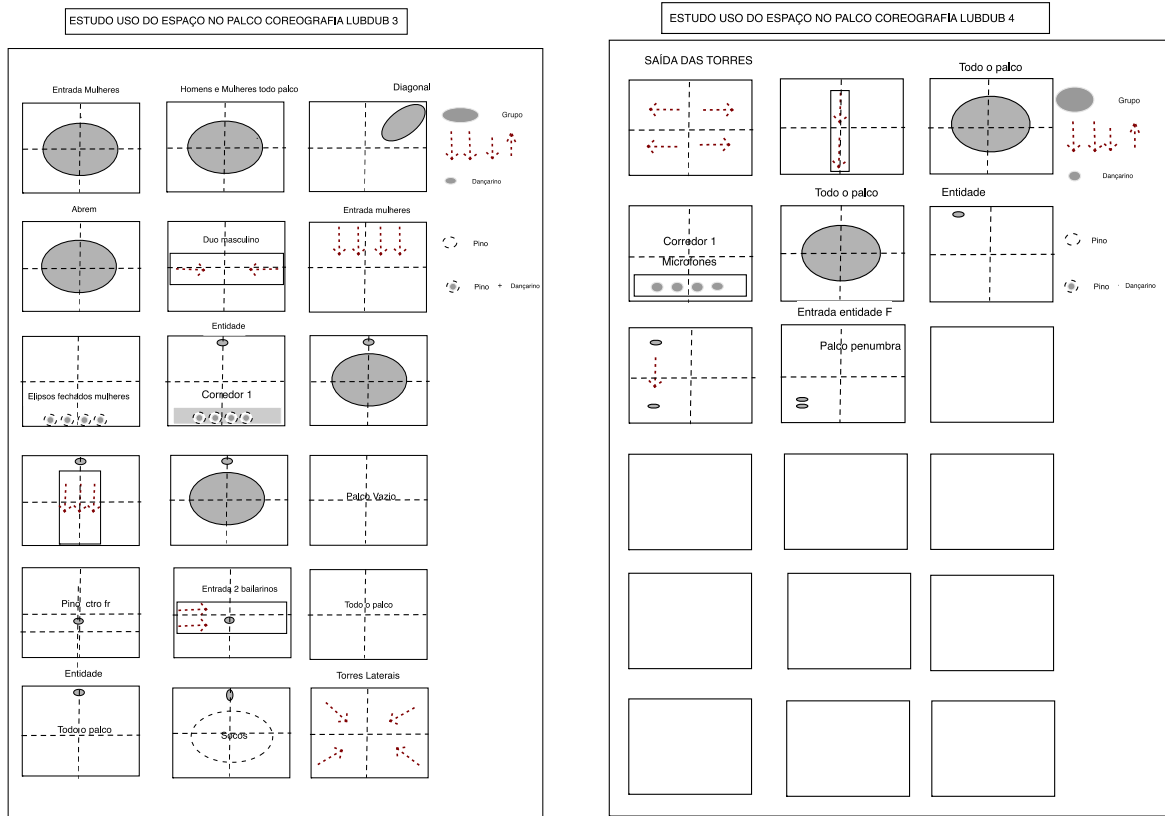 ESTUDO USO DO ESPAÇO NO PALCO COREOGRAFIA LUBDUB 3
Entrada Mulheres
Homens e Mulheres todo palco
Diagonal
Grupo
Dançarino
Abrem
Duo masculino
Entrada mulheres
Pino
Pino + Dançarino
Elipsos fechados mulheres
Entidade
Corredor 1
Palco Vazio
Pino ctro fr
Entrada 2 bailarinos
Todo o palco
Entidade
Todo o palco
Socos
Torres Laterais
ESTUDO USO DO ESPAÇO NO PALCO COREOGRAFIA LUBDUB 4
SAÍDA DAS TORRES
Todo o palco
Grupo
Dançarino
Corredor 1
Microfones
Todo o palco
Entidade
Pino
Pino · Dançarino
Entrada entidade F
Palco penumbra